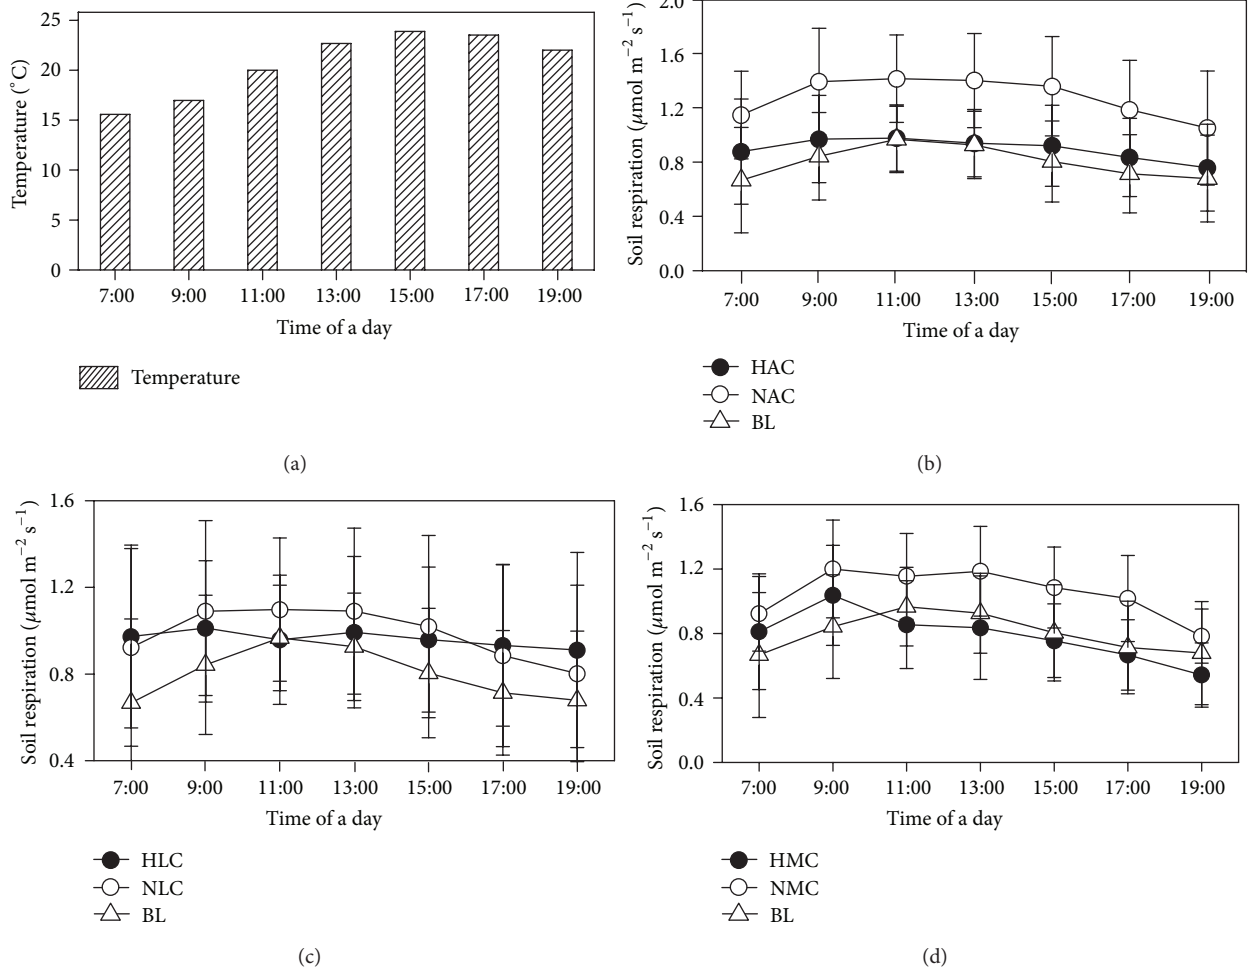 25
20
15
10
5
0
Temperature (°C)
7:00 9:00 11:00 13:00 15:00 17:00 19:00
Time of a day
Temperature
(a)
2.0
1.6
1.2
0.8
0.4
0.0
Soil respiration (μmol m−2 s−1)
7:00 9:00 11:00 13:00 15:00 17:00 19:00
Time of a day
HAC
NAC
BL
(b)
1.6
1.2
0.8
0.4
Soil respiration (μmol m−2 s−1)
7:00 9:00 11:00 13:00 15:00 17:00 19:00
Time of a day
HLC
NLC
BL
(c)
1.6
1.2
0.8
0.4
0.0
Soil respiration (μmol m−2 s−1)
7:00 9:00 11:00 13:00 15:00 17:00 19:00
Time of a day
HMC
NMC
BL
(d)